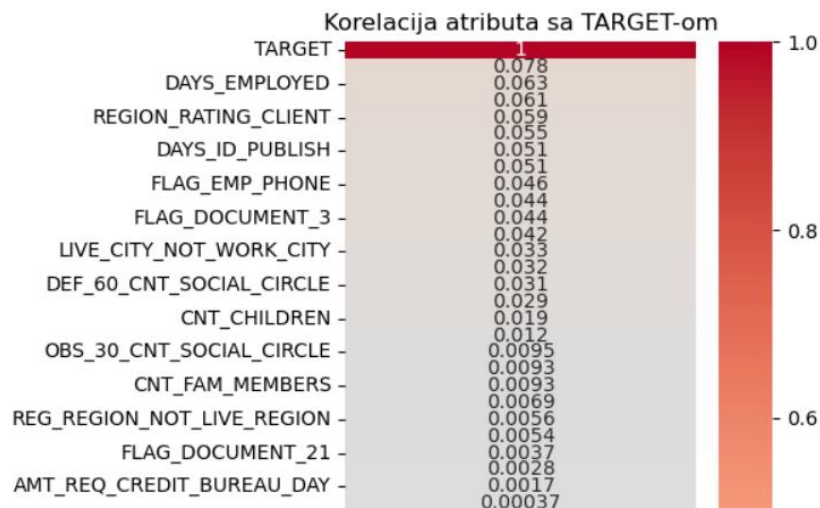 Korelacija atributa sa TARGET-om
TARGET 1 1.0
0.078
DAYS_EMPLOYED 0.063
0.061
REGION_RATING_CLIENT 0.059
0.055
DAYS_ID_PUBLISH 0.051
0.051
FLAG_EMP_PHONE 0.046
0.044
FLAG_DOCUMENT_3 0.044
0.042 0.8
LIVE_CITY_NOT_WORK_CITY 0.033
0.032
DEF_60_CNT_SOCIAL_CIRCLE 0.031
0.029
CNT_CHILDREN 0.019
0.012
OBS_30_CNT_SOCIAL_CIRCLE 0.0095
0.0093
CNT_FAM_MEMBERS 0.0093
0.0069
REG_REGION_NOT_LIVE_REGION 0.0056 0.6
0.0054
FLAG_DOCUMENT_21 0.0037
0.0028
AMT_REQ_CREDIT_BUREAU_DAY 0.0017
0.00037